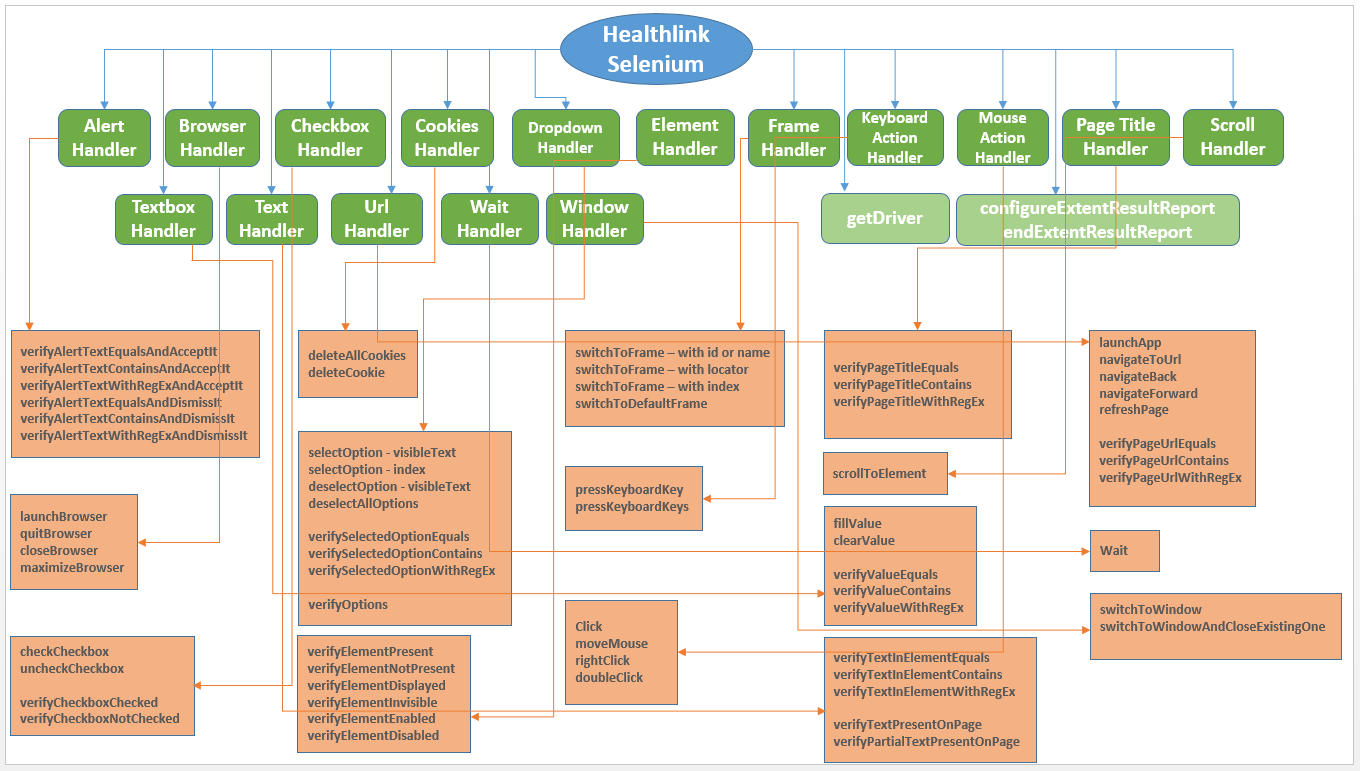 Healthlink
Selenium
Alert
Handler
Browser
Handler
Checkbox
Handler
Cookies
Handler
Dropdown
Handler
Element
Handler
Frame
Handler
Keyboard
Action
Handler
Mouse
Action
Handler
Page Title
Handler
Scroll
Handler
Textbox
Handler
Text
Handler
Url
Handler
Wait
Handler
Window
Handler
getDriver
configureExtentResultReport
endExtentResultReport
verifyAlertTextEqualsAndAcceptIt
verifyAlertTextContainsAndAcceptIt
verifyAlertTextWithRegExAndAcceptIt
verifyAlertTextEqualsAndDismissIt
verifyAlertTextContainsAndDismissIt
verifyAlertTextWithRegExAndDismissIt
launchBrowser
quitBrowser
closeBrowser
maximizeBrowser
checkCheckbox
uncheckCheckbox
verifyCheckboxChecked
verifyCheckboxNotChecked
deleteAllCookies
deleteCookie
selectOption - visibleText
selectOption - index
deselectOption - visibleText
deselectAllOptions
verifySelectedOptionEquals
verifySelectedOptionContains
verifySelectedOptionWithRegEx
verifyOptions
verifyElementPresent
verifyElementNotPresent
verifyElementDisplayed
verifyElementInvisible
verifyElementEnabled
verifyElementDisabled
switchToFrame – with id or name
switchToFrame – with locator
switchToFrame – with index
switchToDefaultFrame
pressKeyboardKey
pressKeyboardKeys
Click
moveMouse
rightClick
doubleClick
verifyPageTitleEquals
verifyPageTitleContains
verifyPageTitleWithRegEx
scrollToElement
fillValue
clearValue
verifyValueEquals
verifyValueContains
verifyValueWithRegEx
verifyTextInElementEquals
verifyTextInElementContains
verifyTextInElementWithRegEx
verifyTextPresentOnPage
verifyPartialTextPresentOnPage
launchApp
navigateToUrl
navigateBack
navigateForward
refreshPage
verifyPageUrlEquals
verifyPageUrlContains
verifyPageUrlWithRegEx
Wait
switchToWindow
switchToWindowAndCloseExistingOne